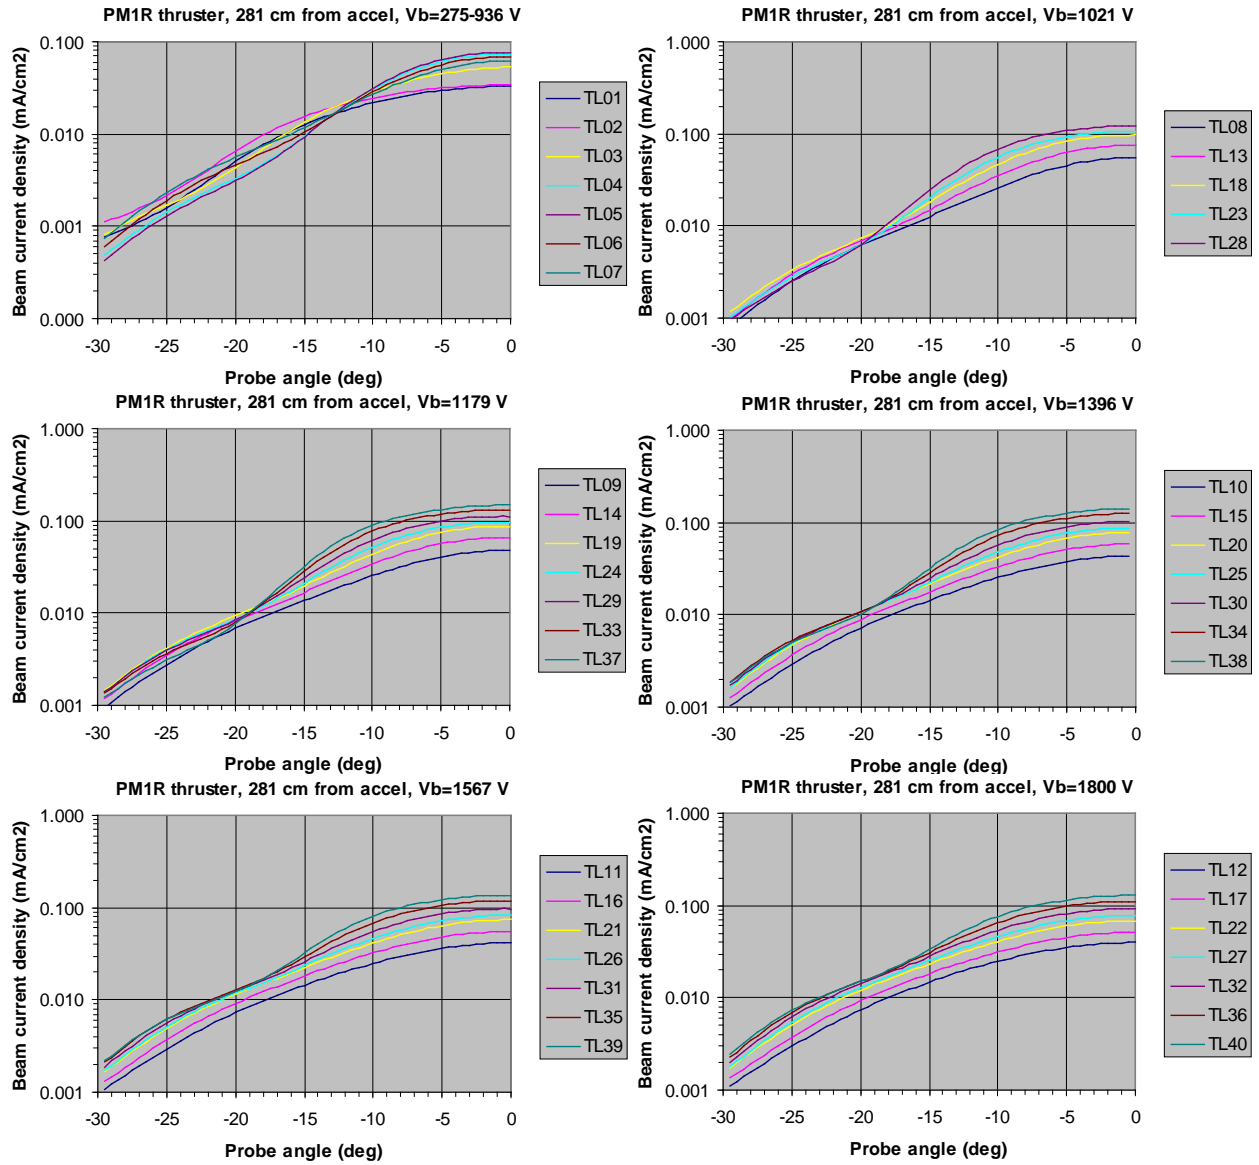 PM1R thruster, 281 cm from accel, Vb=275-936 V
Beam current density (mA/cm2)
0.100
0.010
0.001
0.000
-30 -25 -20 -15 -10 -5 0
Probe angle (deg)
TL01
TL02
TL03
TL04
TL05
TL06
TL07
PM1R thruster, 281 cm from accel, Vb=1021 V
Beam current density (mA/cm2)
1.000
0.100
0.010
0.001
-30 -25 -20 -15 -10 -5 0
Probe angle (deg)
TL08
TL13
TL18
TL23
TL28
PM1R thruster, 281 cm from accel, Vb=1179 V
Beam current density (mA/cm2)
1.000
0.100
0.010
0.001
-30 -25 -20 -15 -10 -5 0
Probe angle (deg)
TL09
TL14
TL19
TL24
TL29
TL33
TL37
PM1R thruster, 281 cm from accel, Vb=1396 V
Beam current density (mA/cm2)
1.000
0.100
0.010
0.001
-30 -25 -20 -15 -10 -5 0
Probe angle (deg)
TL10
TL15
TL20
TL25
TL30
TL34
TL38
PM1R thruster, 281 cm from accel, Vb=1567 V
Beam current density (mA/cm2)
1.000
0.100
0.010
0.001
-30 -25 -20 -15 -10 -5 0
Probe angle (deg)
TL11
TL16
TL21
TL26
TL31
TL35
TL39
PM1R thruster, 281 cm from accel, Vb=1800 V
Beam current density (mA/cm2)
1.000
0.100
0.010
0.001
-30 -25 -20 -15 -10 -5 0
Probe angle (deg)
TL12
TL17
TL22
TL27
TL32
TL36
TL40